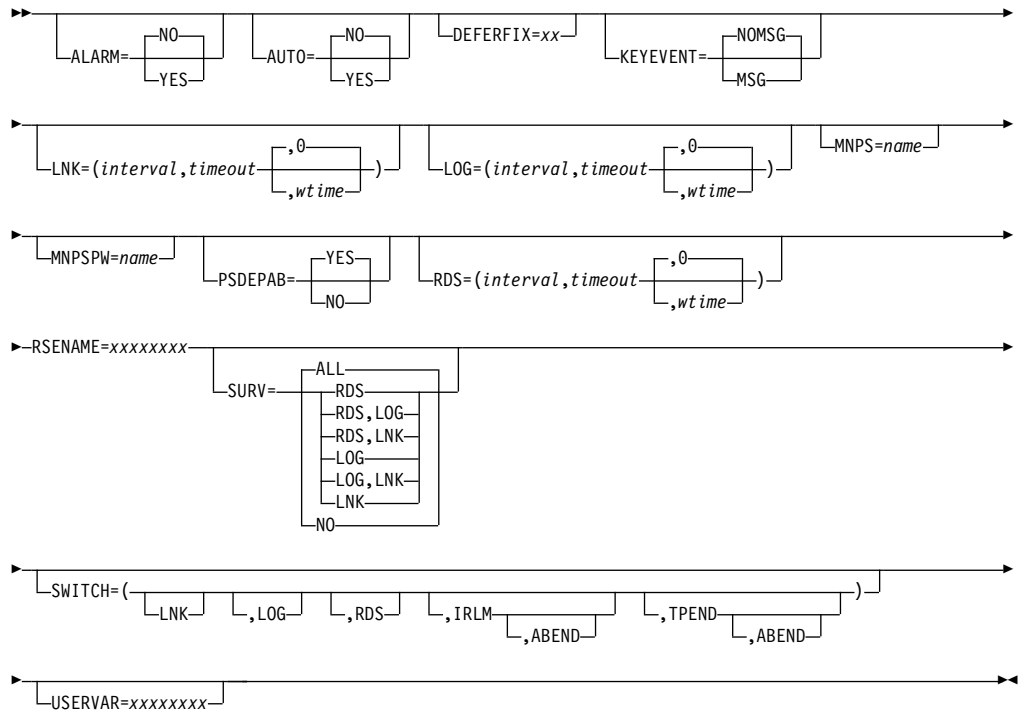 NO NO DEFERFIX=xx NOMSG
ALARM= AUTO= KEYEVENT=
YES YES MSG
,0 ,0 MNPS=name
LNK=(interval,timeout ) LOG=(interval,timeout )
,wtime ,wtime
MNPSPW=name YES ,0
PSDEPAB= RDS=(interval,timeout )
NO ,wtime
RSENAME=xxxxxxxx
ALL
SURV= RDS
RDS,LOG
RDS,LNK
LOG
LOG,LNK
LNK
NO
SWITCH=( )
LNK ,LOG ,RDS ,IRLM ,TPEND
,ABEND ,ABEND
USERVAR=xxxxxxxx